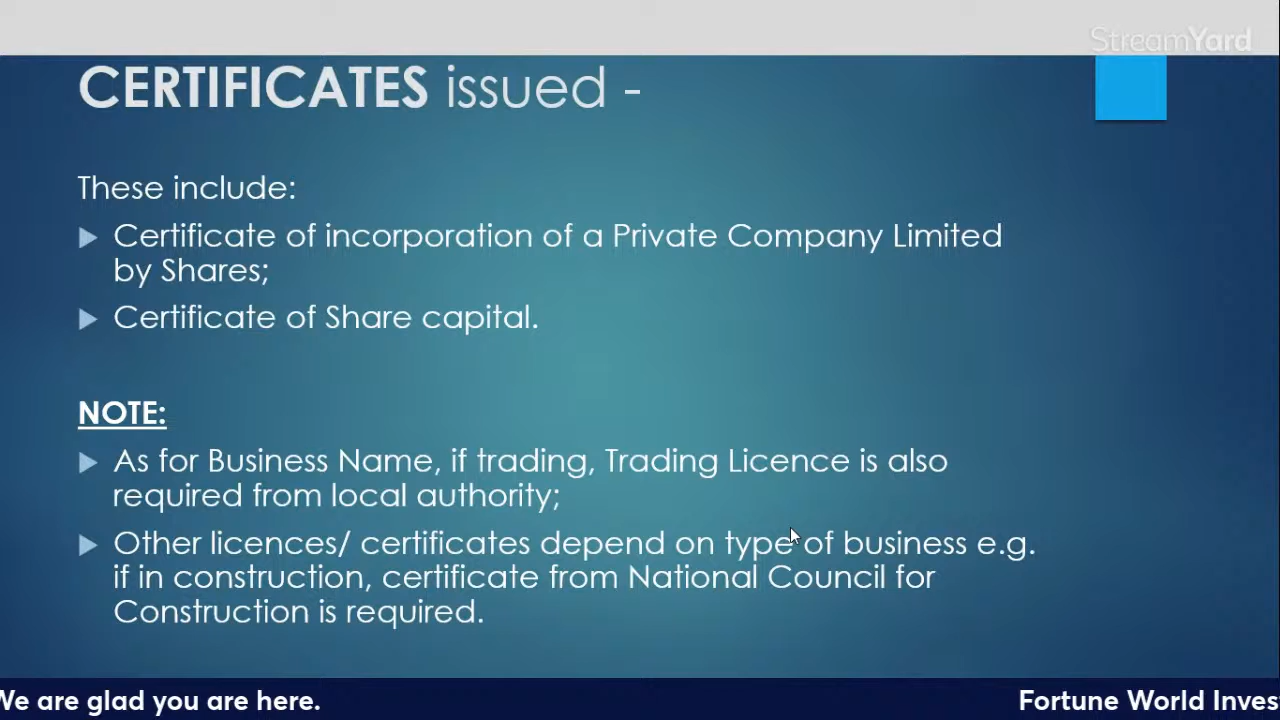 StreamYard
CERTIFICATES issued -
These include:
Certificate of incorporation of a Private Company Limited
by Shares;
Certificate of Share capital.
NOTE:
As for Business Name, if trading, Trading Licence is also
required from local authority;
Other licences/ certificates depend on type of business e.g.
if in construction, certificate from National Council for
Construction is required.
We are glad you are here. Fortune World Inves